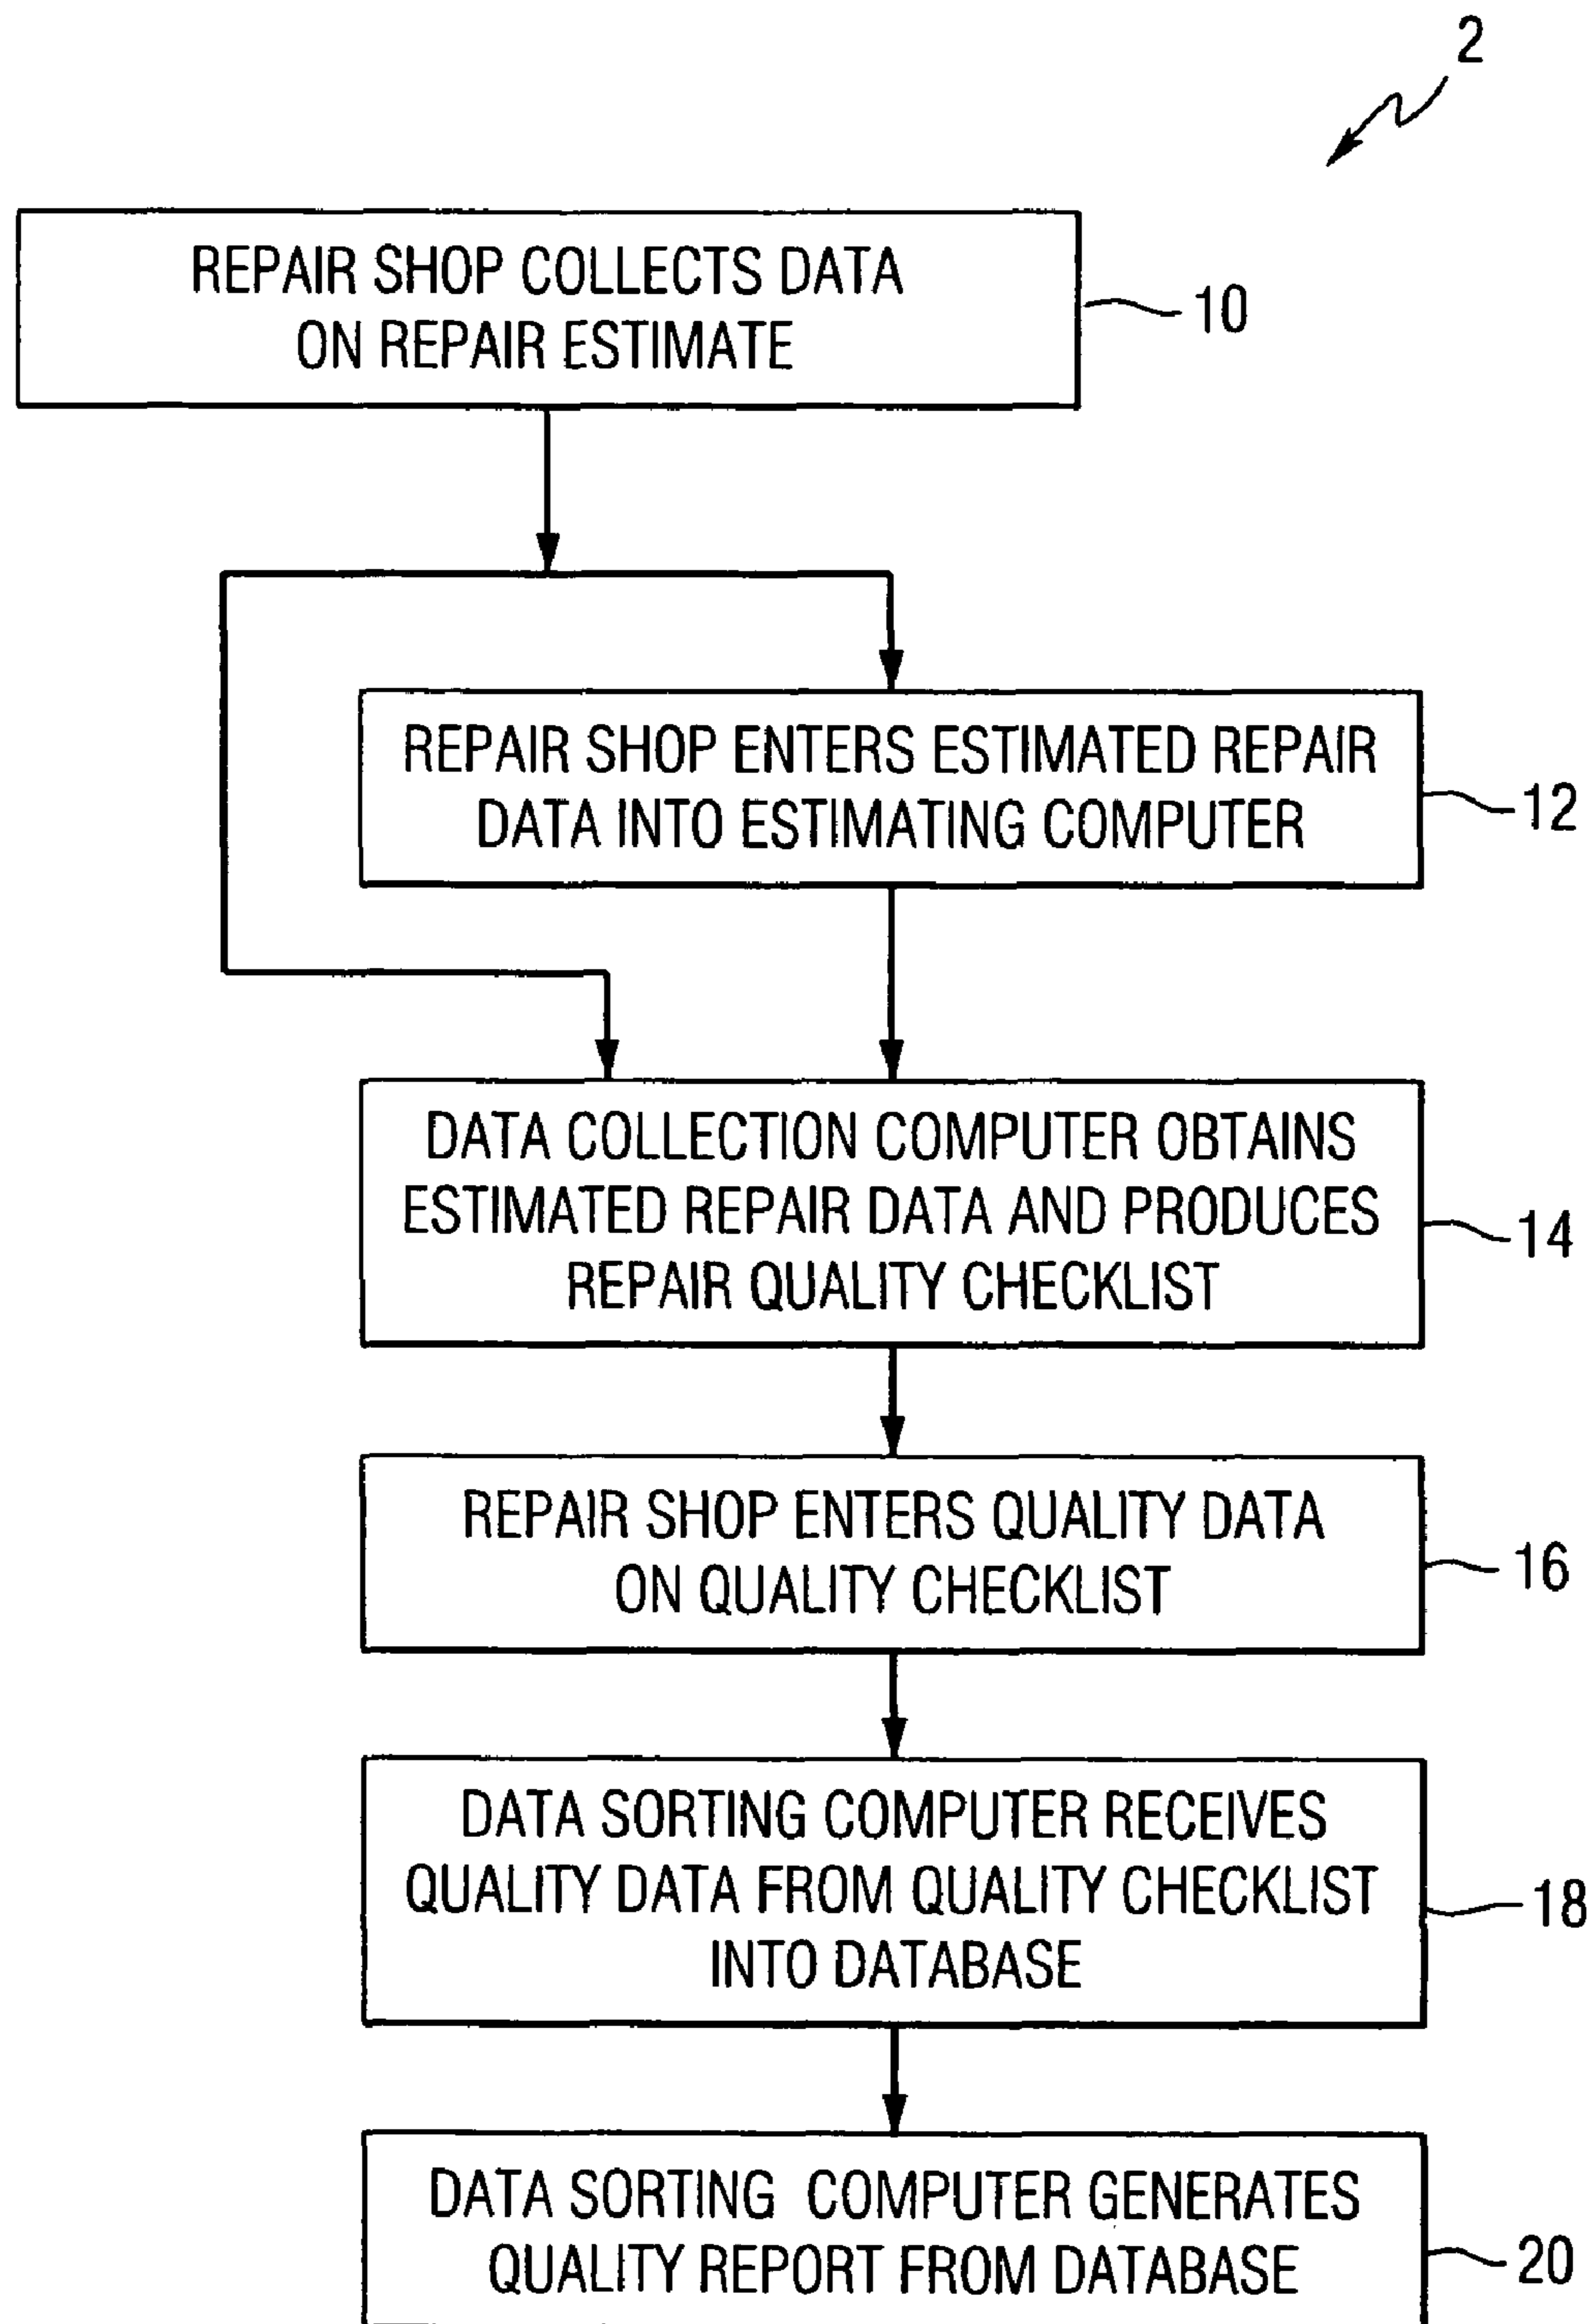 2
REPAIR SHOP COLLECTS DATA
ON REPAIR ESTIMATE
10
REPAIR SHOP ENTERS ESTIMATED REPAIR
DATA INTO ESTIMATING COMPUTER
12
DATA COLLECTION COMPUTER OBTAINS
ESTIMATED REPAIR DATA AND PRODUCES
REPAIR QUALITY CHECKLIST
14
REPAIR SHOP ENTERS QUALITY DATA
ON QUALITY CHECKLIST
16
DATA SORTING COMPUTER RECEIVES
QUALITY DATA FROM QUALITY CHECKLIST
INTO DATABASE
18
DATA SORTING COMPUTER GENERATES
QUALITY REPORT FROM DATABASE
20